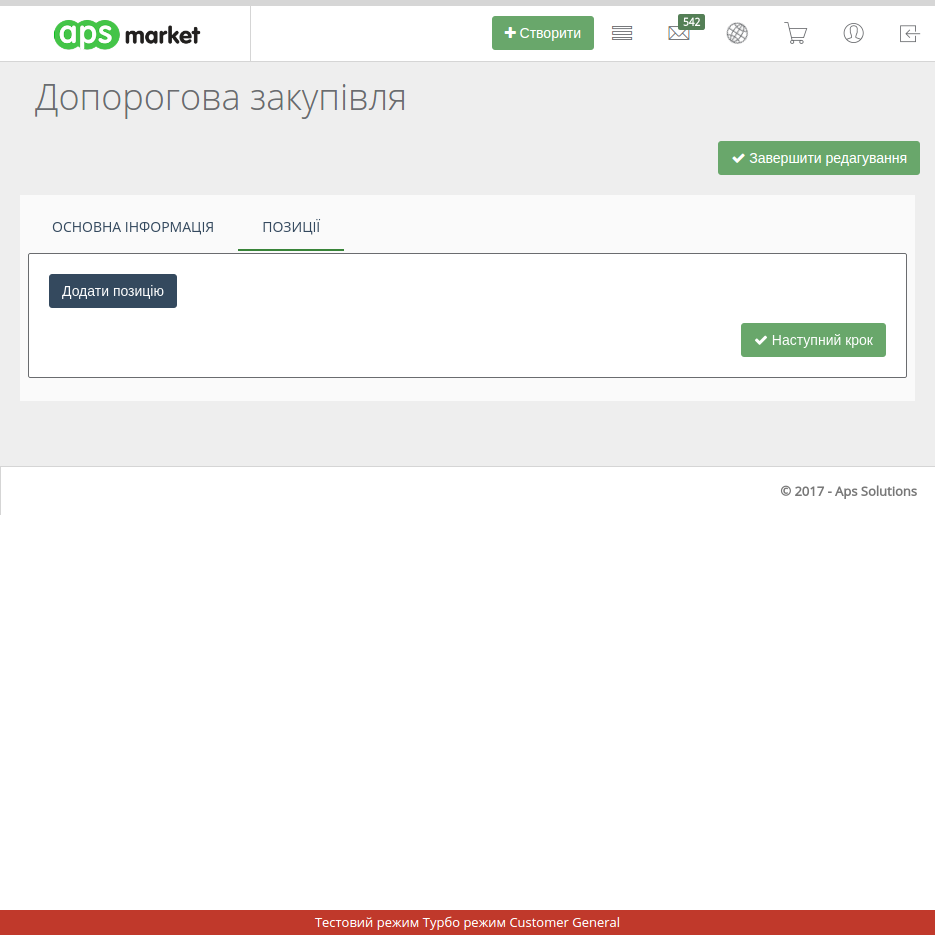 aps market
Створити
542
Допорогова закупівля
Завершити редагування
ОСНОВНА ІНФОРМАЦІЯ ПОЗИЦІЇ
Додати позицію
Наступний крок
© 2017 - Aps Solutions
Тестовий режим Турбо режим Customer General